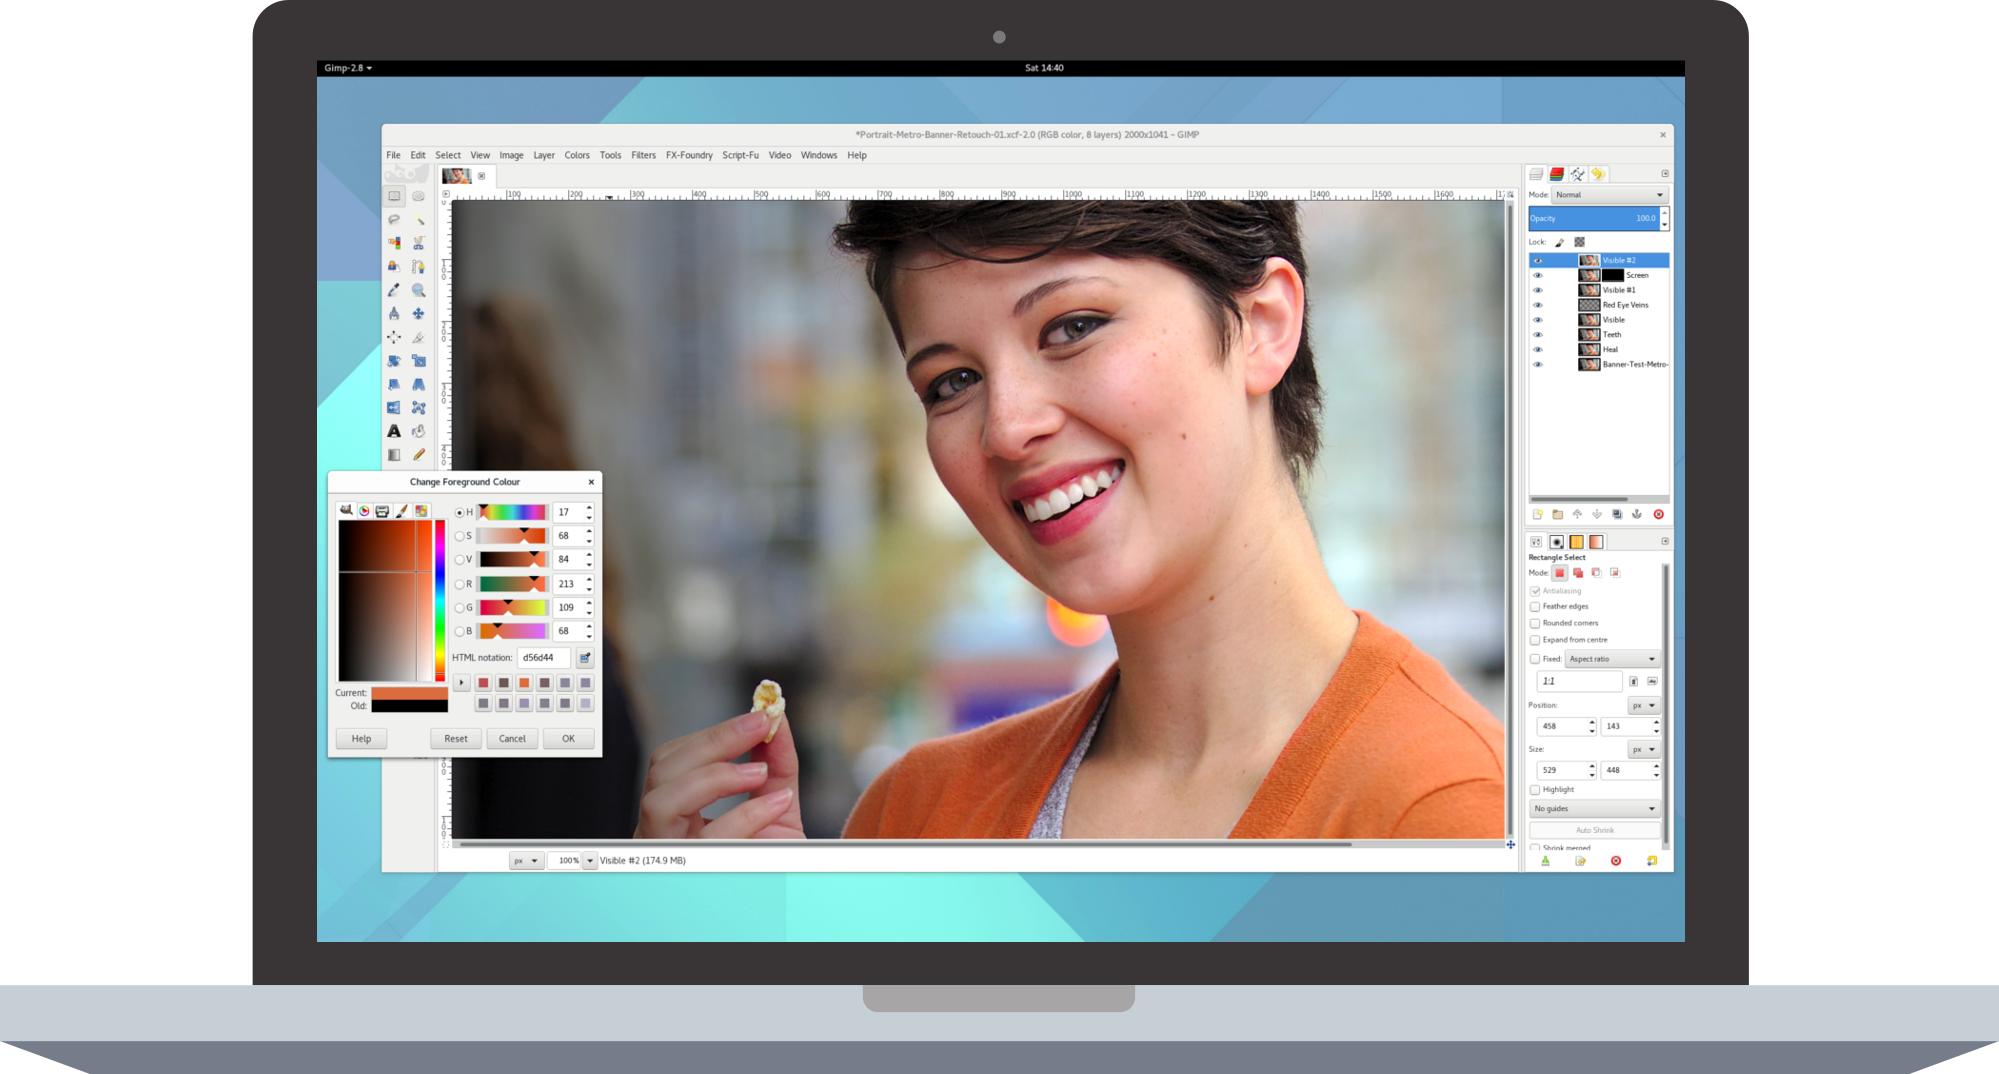 Gimp-2.8
Sat 14:40
*Portrait-Metro-Banner-Retouch-01.xcf-2.0 (RGB color, 8 layers) 2000x1041 – GIMP
File Edit Select View Image Layer Colors Tools Filters FX-Foundry Script-Fu Video Windows Help
100 200 300 400 500 600 700 800 900 1000 1100 1200 1300 1400 1500 1600
Mode: Normal
Opacity 100.0
Lock:
Visible #2
Screen
Visible #1
Red Eye Veins
Visible
Teeth
Heal
Banner-Test-Metro-
Change Foreground Colour
H 17
S 68
V 84
R 213
G 109
B 68
HTML notation: d56d44
Current:
Old:
Help Reset Cancel OK
Rectangle Select
Mode:
Antialiasing
Feather edges
Rounded corners
Expand from centre
Fixed: Aspect ratio
1:1
Position: px
458 143
Size: px
529 448
Highlight
No guides
Auto Shrink
Shrink merged
px 100% Visible #2 (174.9 MB)